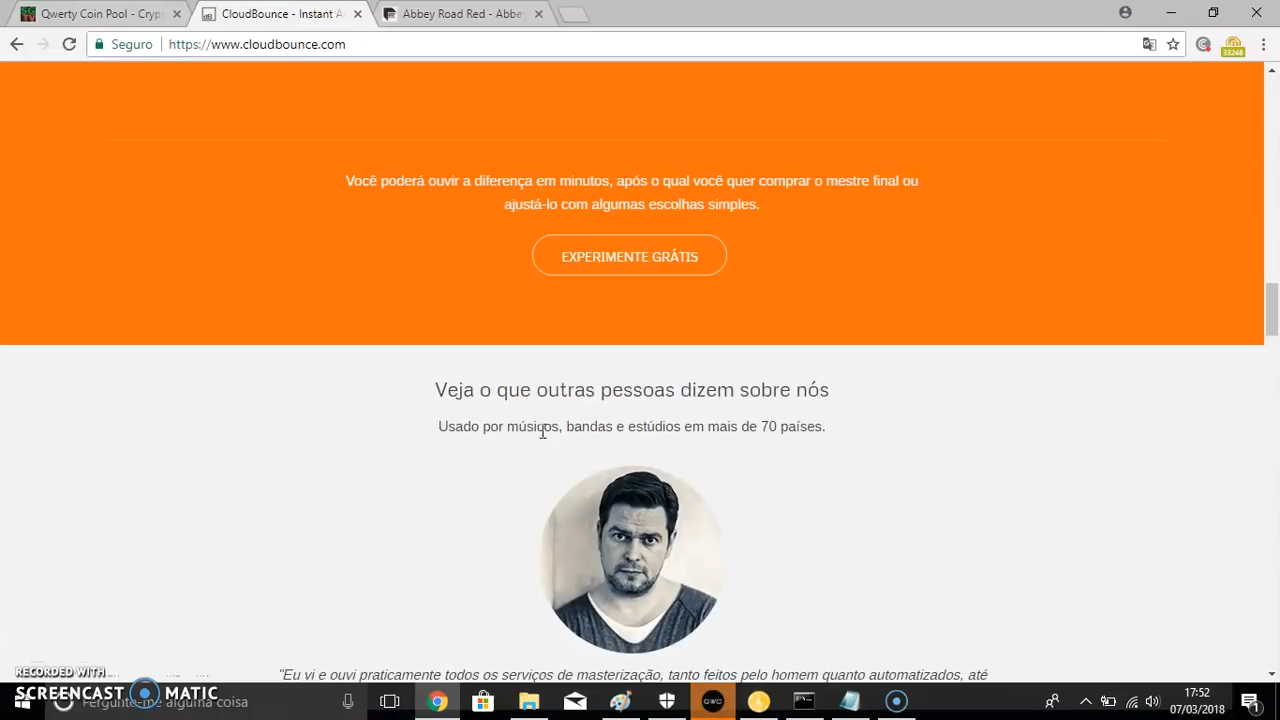 Qwerty Coin Pool - Cryp
CloudBounce - Instant A
Abbey Road Red - Abbe
Seguro
https://www.cloudbounce.com
33248
Você poderá ouvir a diferença em minutos, após o qual você quer comprar o mestre final ou
ajustá-lo com algumas escolhas simples.
EXPERIMENTE GRÁTIS
Veja o que outras pessoas dizem sobre nós
Usado por músicos, bandas e estúdios em mais de 70 países.
"Eu vi e ouvi praticamente todos os serviços de masterização, tanto feitos pelo homem quanto automatizados, até
RECORDED WITH
SCREENCAST MATIC
Pergunte-me alguma coisa
QWC
17:52
07/03/2018
1